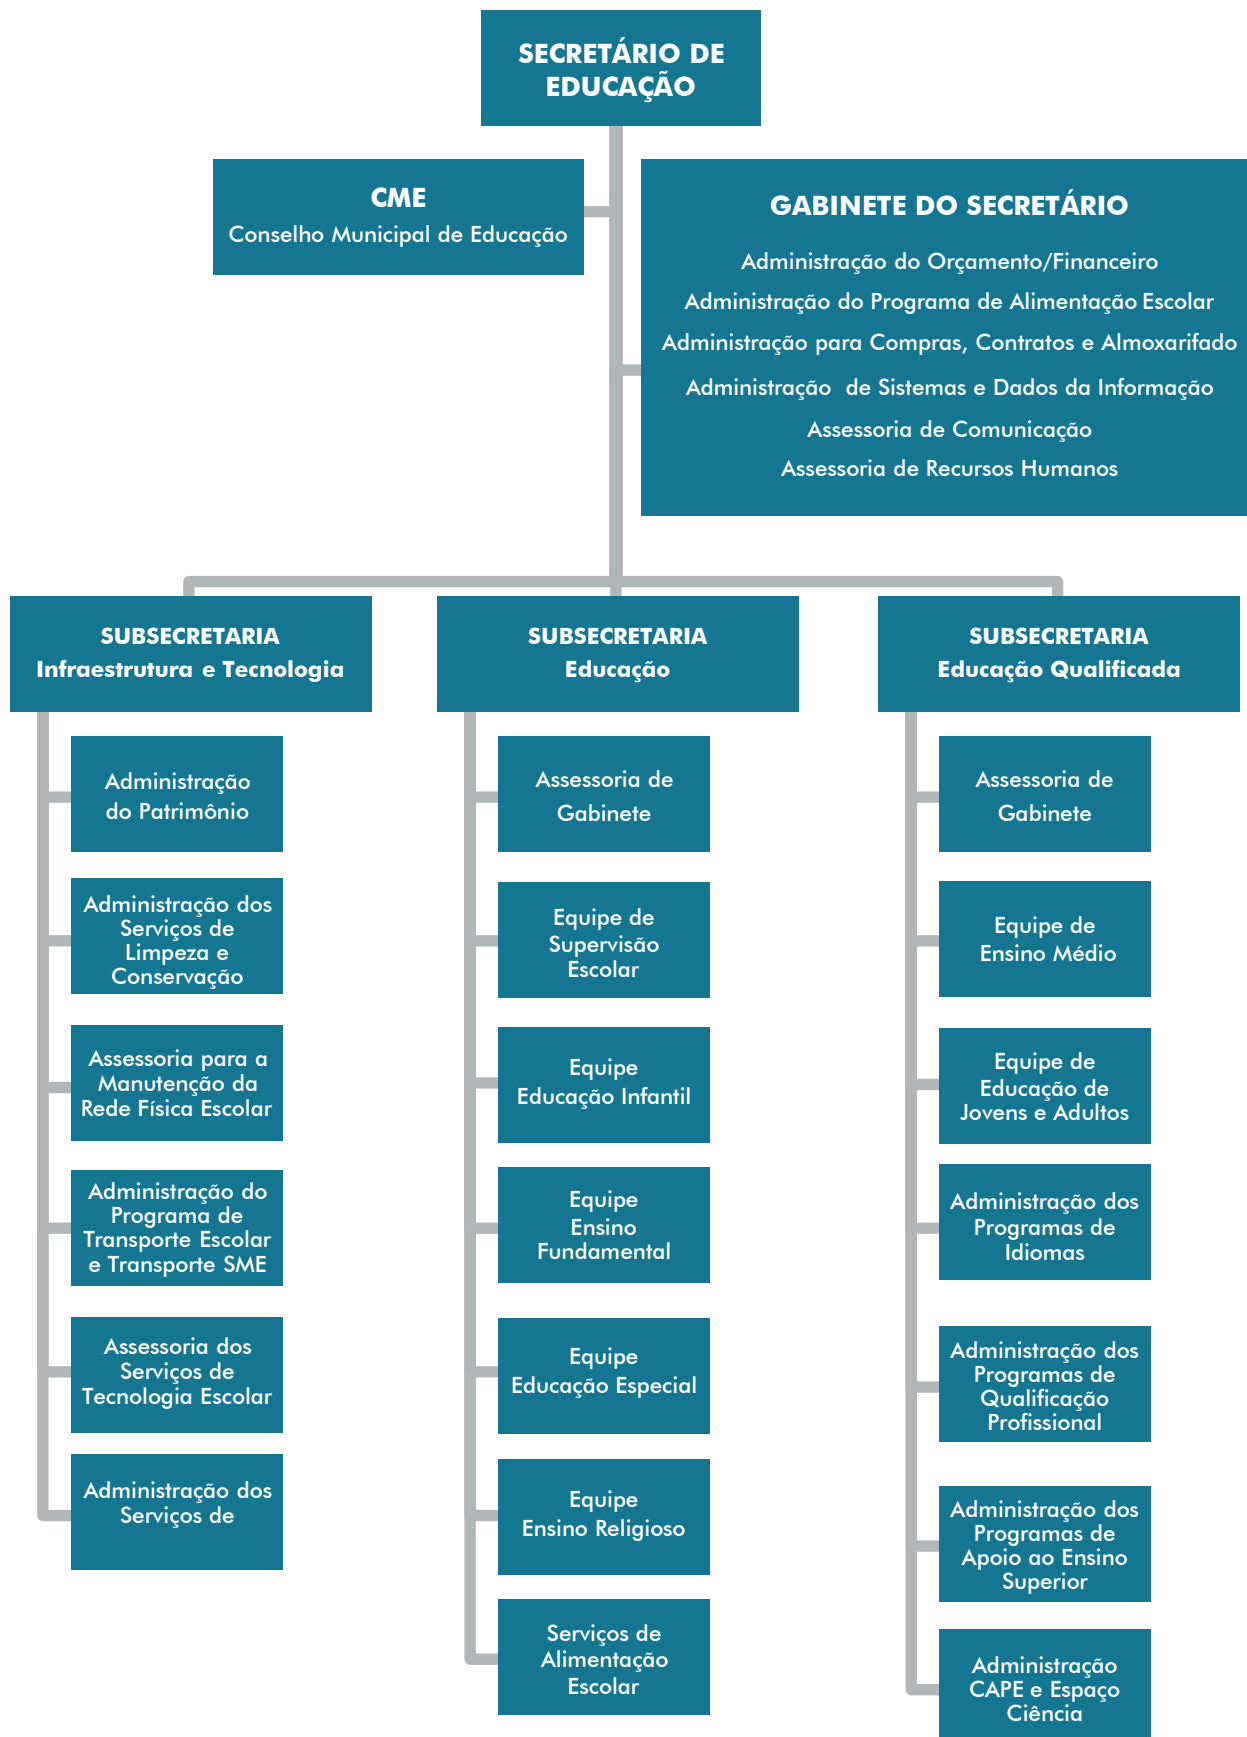 SECRETÁRIO DE
EDUCAÇÃO
CME
Conselho Municipal de Educação
GABINETE DO SECRETÁRIO
Administração do Orçamento/Financeiro
Administração do Programa de Alimentação Escolar
Administração para Compras, Contratos e Almoxarifado
Administração de Sistemas e Dados da Informação
Assessoria de Comunicação
Assessoria de Recursos Humanos
SUBSECRETARIA
Infraestrutura e Tecnologia
Administração
do Patrimônio
Administração dos
Serviços de
Limpeza e
Conservação
Assessoria para a
Manutenção da
Rede Física Escolar
Administração do
Programa de
Transporte Escolar
e Transporte SME
Assessoria dos
Serviços de
Tecnologia Escolar
Administração dos
Serviços de
SUBSECRETARIA
Educação
Assessoria de
Gabinete
Equipe de
Supervisão
Escolar
Equipe
Educação Infantil
Equipe
Ensino
Fundamental
Equipe
Educação Especial
Equipe
Ensino Religioso
Serviços de
Alimentação
Escolar
SUBSECRETARIA
Educação Qualificada
Assessoria de
Gabinete
Equipe de
Ensino Médio
Equipe de
Educação de
Jovens e Adultos
Administração dos
Programas de
Idiomas
Administração dos
Programas de
Qualificação
Profissional
Administração dos
Programas de
Apoio ao Ensino
Superior
Administração
CAPE e Espaço
Ciência